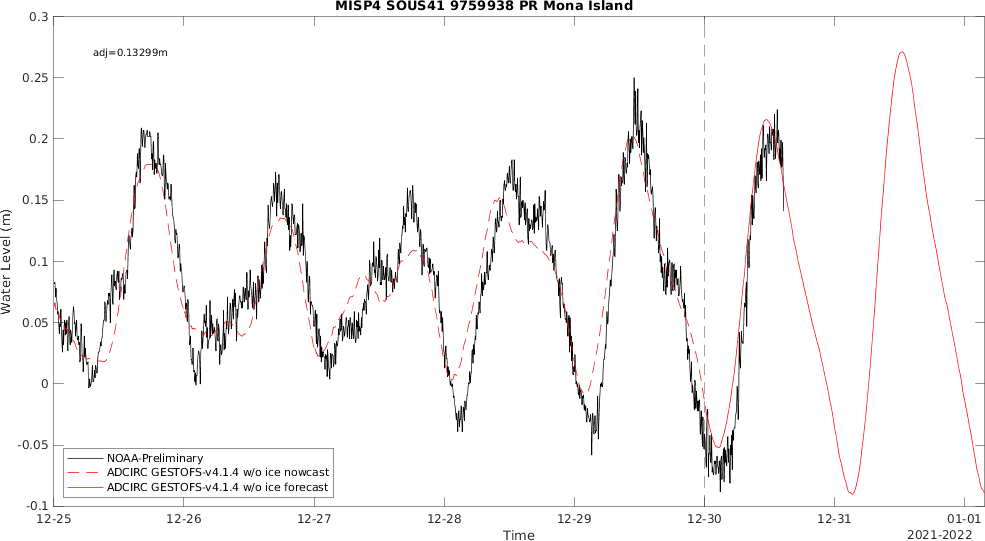 MISP4 SOUS41 9759938 PR Mona Island
adj=0.13299m
0.3
0.25
0.2
0.15
0.1
0.05
0
-0.05
-0.1
Water Level (m)
NOAA-Preliminary
ADCIRC GESTOFS-v4.1.4 w/o ice nowcast
ADCIRC GESTOFS-v4.1.4 w/o ice forecast
12-25 12-26 12-27 12-28 12-29 12-30 12-31 01-01
Time
2021-2022